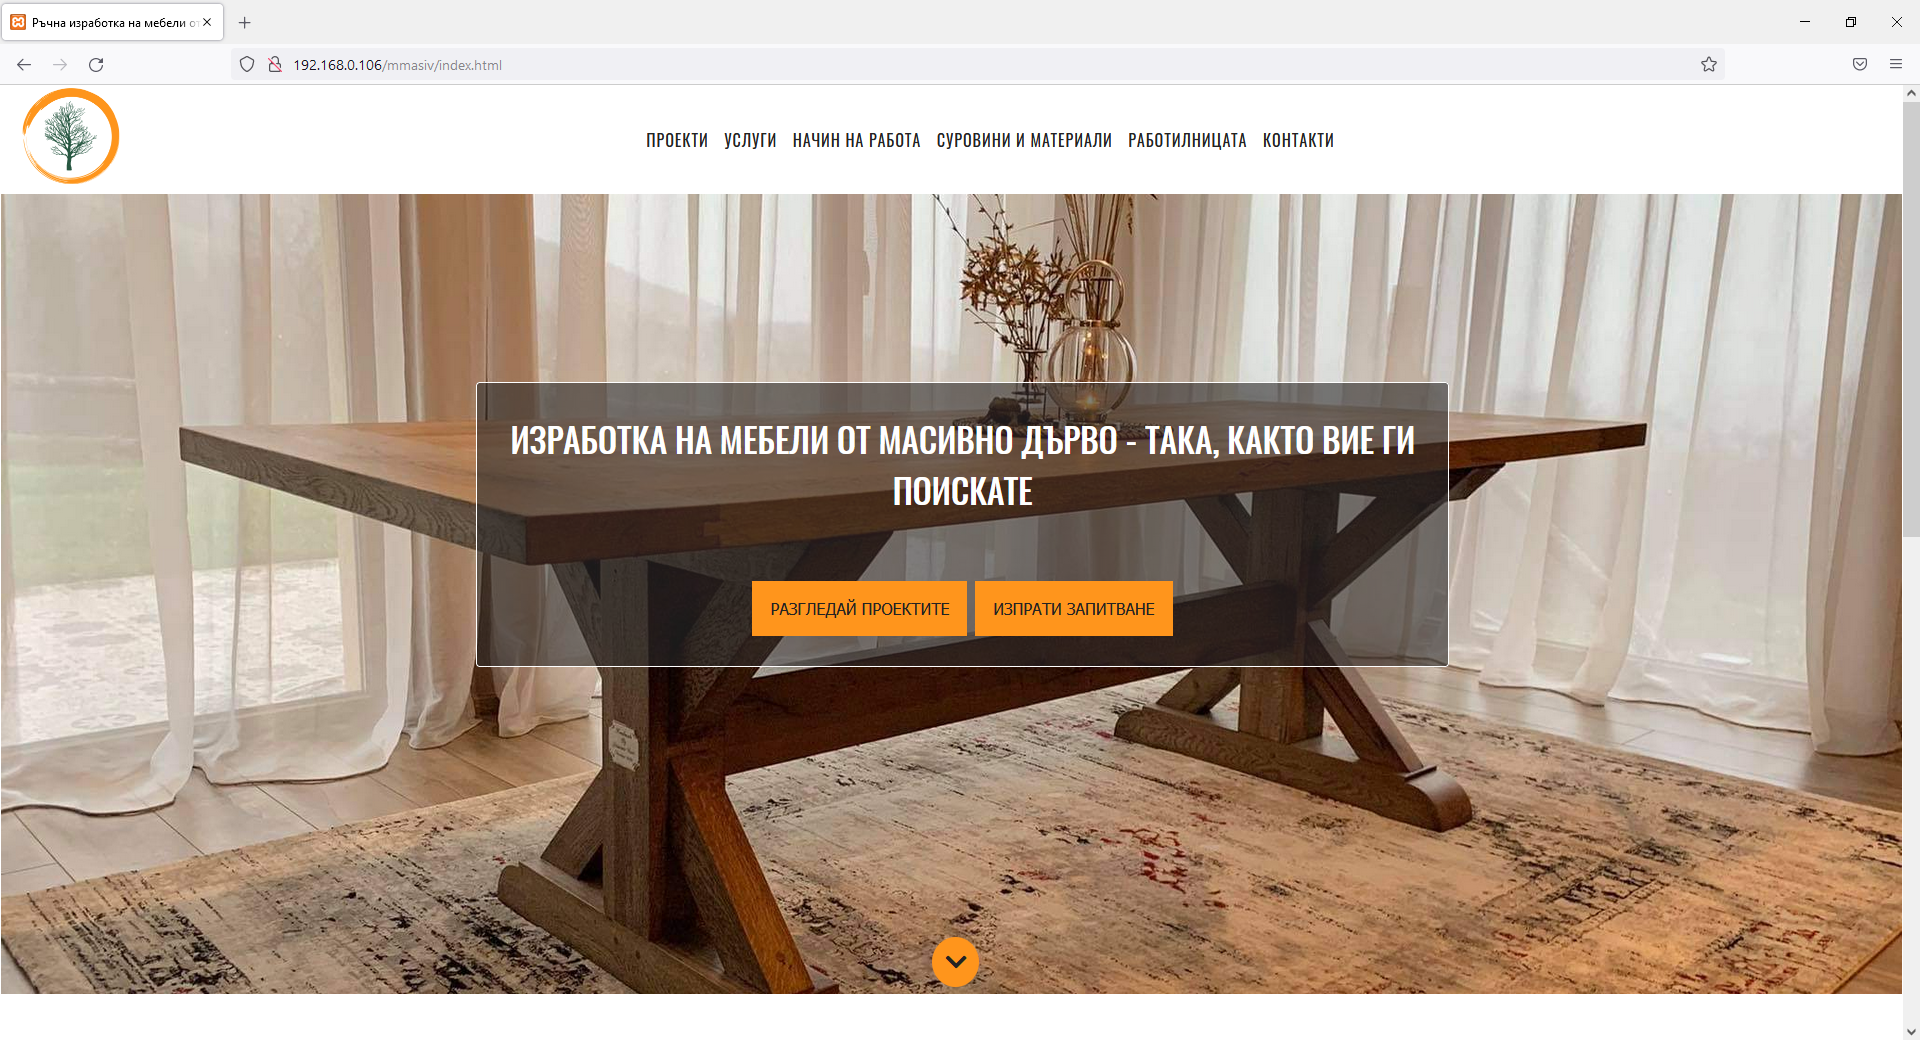 Ръчна изработка на мебели от
192.168.0.106/mmasiv/index.html
ПРОЕКТИ УСЛУГИ НАЧИН НА РАБОТА СУРОВИНИ И МАТЕРИАЛИ РАБОТИЛНИЦАТА КОНТАКТИ
ИЗРАБОТКА НА МЕБЕЛИ ОТ МАСИВНО ДЪРВО - ТАКА, КАКТО ВИЕ ГИ
ПОИСКАТЕ
РАЗГЛЕДАЙ ПРОЕКТИТЕ ИЗПРАТИ ЗАПИТВАНЕ